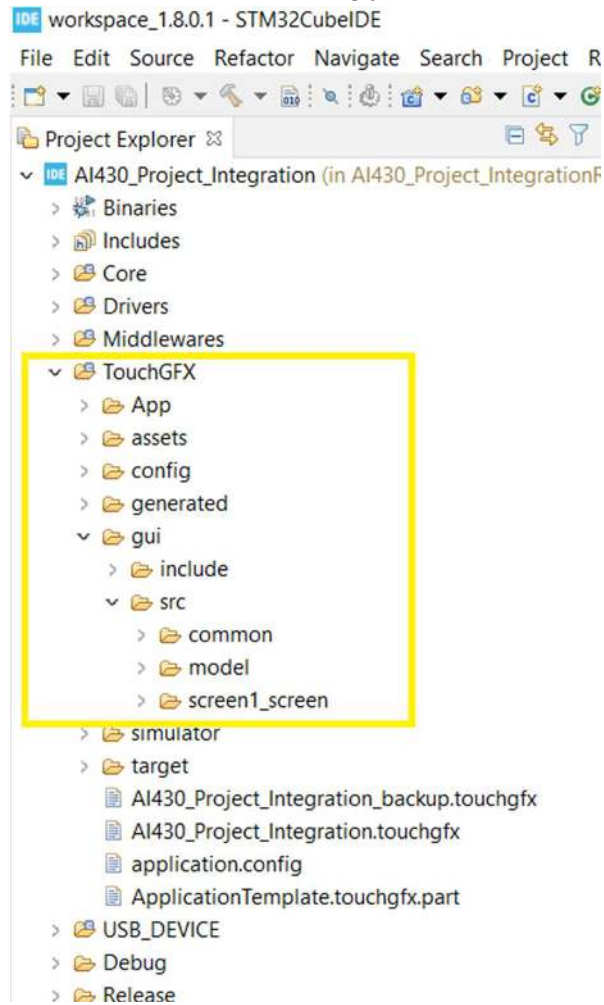 IDE workspace_1.8.0.1 - STM32CubeIDE
File Edit Source Refactor Navigate Search Project R
Project Explorer
IDE AI430_Project_Integration (in AI430_Project_IntegrationR
Binaries
Includes
Core
Drivers
Middlewares
TouchGFX
App
assets
config
generated
gui
include
src
common
model
screen1_screen
simulator
target
AI430_Project_Integration_backup.touchgfx
AI430_Project_Integration.touchgfx
application.config
ApplicationTemplate.touchgfx.part
USB_DEVICE
Debug
Release